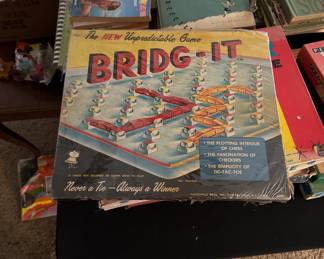 The NEW Unpredictable Game
BRIDG-IT
• THE PLOTTING INTRIGUE
OF CHESS
• THE FASCINATION OF
CHECKERS
• THE SIMPLICITY OF
TIC-TAC-TOE
Never a Tie—Always a Winner